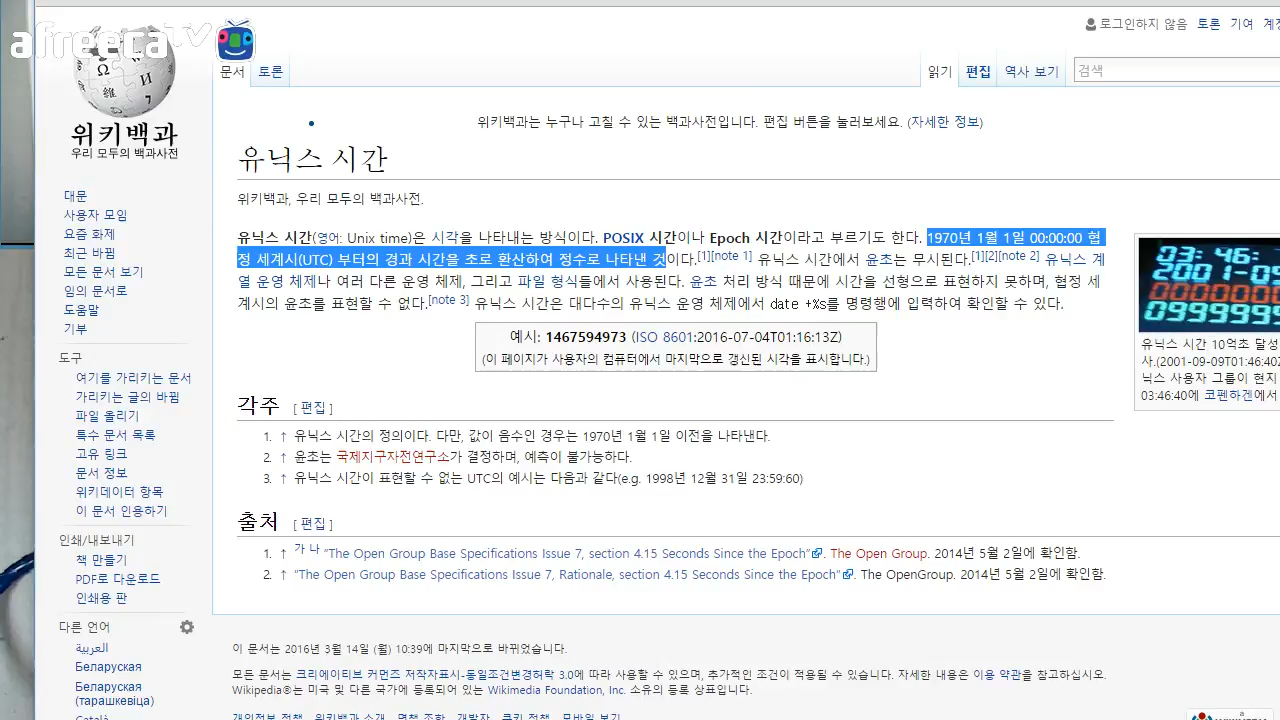 afreecaTV
로그인하지 않음 토론 기여
문서 토론
읽기 편집 역사 보기 검색
위키백과
우리 모두의 백과사전
위키백과는 누구나 고칠 수 있는 백과사전입니다. 편집 버튼을 눌러보세요. (자세한 정보)
유닉스 시간
위키백과, 우리 모두의 백과사전.
유닉스 시간(영어: Unix time)은 시각을 나타내는 방식이다. POSIX 시간이나 Epoch 시간이라고 부르기도 한다. 1970년 1월 1일 00:00:00 협
정 세계시(UTC) 부터의 경과 시간을 초로 환산하여 정수로 나타낸 것이다.[1][note 1] 유닉스 시간에서 윤초는 무시된다.[1][2][note 2] 유닉스 계
열 운영 체제나 여러 다른 운영 체제, 그리고 파일 형식들에서 사용된다. 윤초 처리 방식 때문에 시간을 선형으로 표현하지 못하며, 협정 세
계시의 윤초를 표현할 수 없다.[note 3] 유닉스 시간은 대다수의 유닉스 운영 체제에서 date +%s를 명령행에 입력하여 확인할 수 있다.
예시: 1467594973 (ISO 8601:2016-07-04T01:16:13Z)
(이 페이지가 사용자의 컴퓨터에서 마지막으로 갱신된 시각을 표시합니다.)
03: 46:
2001-09
0999999
유닉스 시간 10억초 달성
사.(2001-09-09T01:46:40Z
닉스 사용자 그룹이 현지
03:46:40에 코펜하겐에서
각주 [편집]
1. ↑ 유닉스 시간의 정의이다. 다만, 값이 음수인 경우는 1970년 1월 1일 이전을 나타낸다.
2. ↑ 윤초는 국제지구자전연구소가 결정하며, 예측이 불가능하다.
3. ↑ 유닉스 시간이 표현할 수 없는 UTC의 예시는 다음과 같다(e.g. 1998년 12월 31일 23:59:60)
출처 [편집]
1. ↑ 가 나 “The Open Group Base Specifications Issue 7, section 4.15 Seconds Since the Epoch”. The Open Group. 2014년 5월 2일에 확인함.
2. ↑ “The Open Group Base Specifications Issue 7, Rationale, section 4.15 Seconds Since the Epoch”. The OpenGroup. 2014년 5월 2일에 확인함.
대문
사용자 모임
요즘 화제
최근 바뀜
모든 문서 보기
임의 문서로
도움말
기부
도구
여기를 가리키는 문서
가리키는 글의 바뀜
파일 올리기
특수 문서 목록
고유 링크
문서 정보
위키데이터 항목
이 문서 인용하기
인쇄/내보내기
책 만들기
PDF로 다운로드
인쇄용 판
다른 언어
العربية
Беларуская
Беларуская
(тарашкевіца)
Català
이 문서는 2016년 3월 14일 (월) 10:39에 마지막으로 바뀌었습니다.
모든 문서는 크리에이티브 커먼즈 저작자표시-동일조건변경허락 3.0에 따라 사용할 수 있으며, 추가적인 조건이 적용될 수 있습니다. 자세한 내용은 이용 약관을 참고하십시오.
Wikipedia®는 미국 및 다른 국가에 등록되어 있는 Wikimedia Foundation, Inc. 소유의 등록 상표입니다.
개인정보 정책 위키백과 소개 면책 조항 개발자 쿠키 정책 모바일 보기